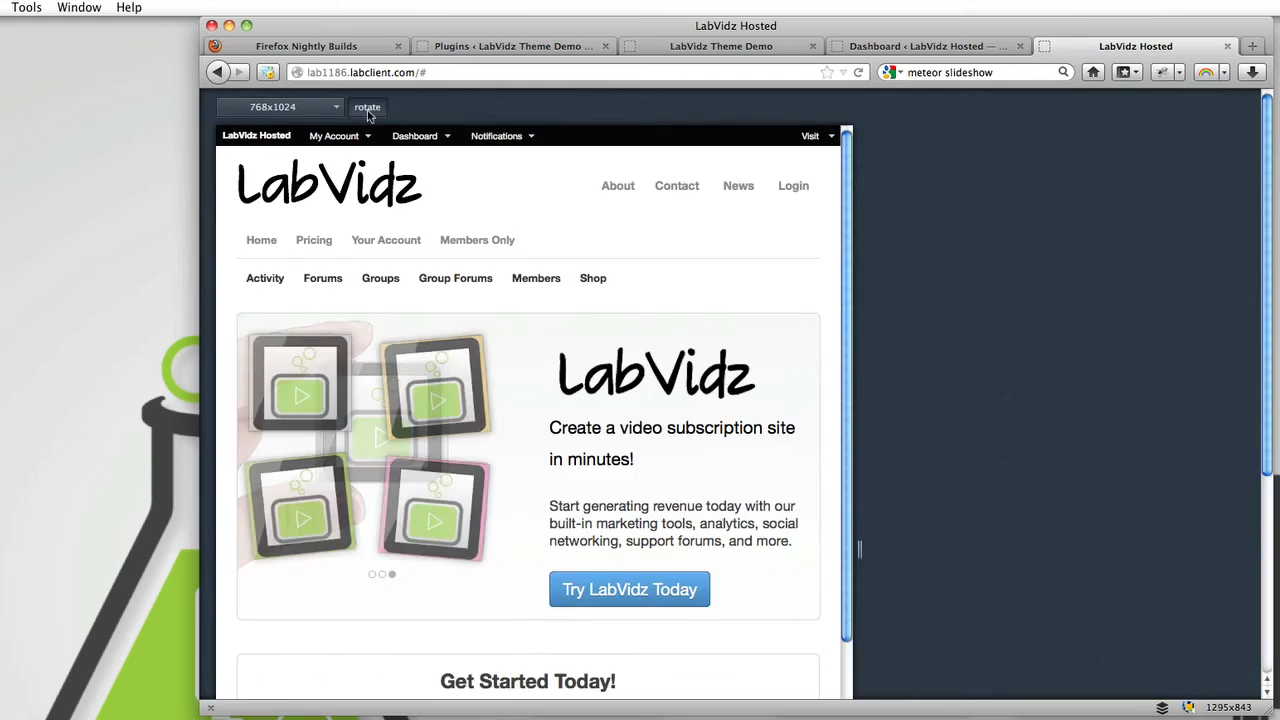 Tools Window Help
LabVidz Hosted
Firefox Nightly Builds
Plugins ‹ LabVidz Theme Demo ...
LabVidz Theme Demo
Dashboard ‹ LabVidz Hosted — ...
LabVidz Hosted
lab1186.labclient.com/#
meteor slideshow
768x1024
rotate
LabVidz Hosted My Account Dashboard Notifications Visit
LabVidz
About Contact News Login
Home Pricing Your Account Members Only
Activity Forums Groups Group Forums Members Shop
LabVidz
Create a video subscription site
in minutes!
Start generating revenue today with our
built-in marketing tools, analytics, social
networking, support forums, and more.
Try LabVidz Today
Get Started Today!
1295x843